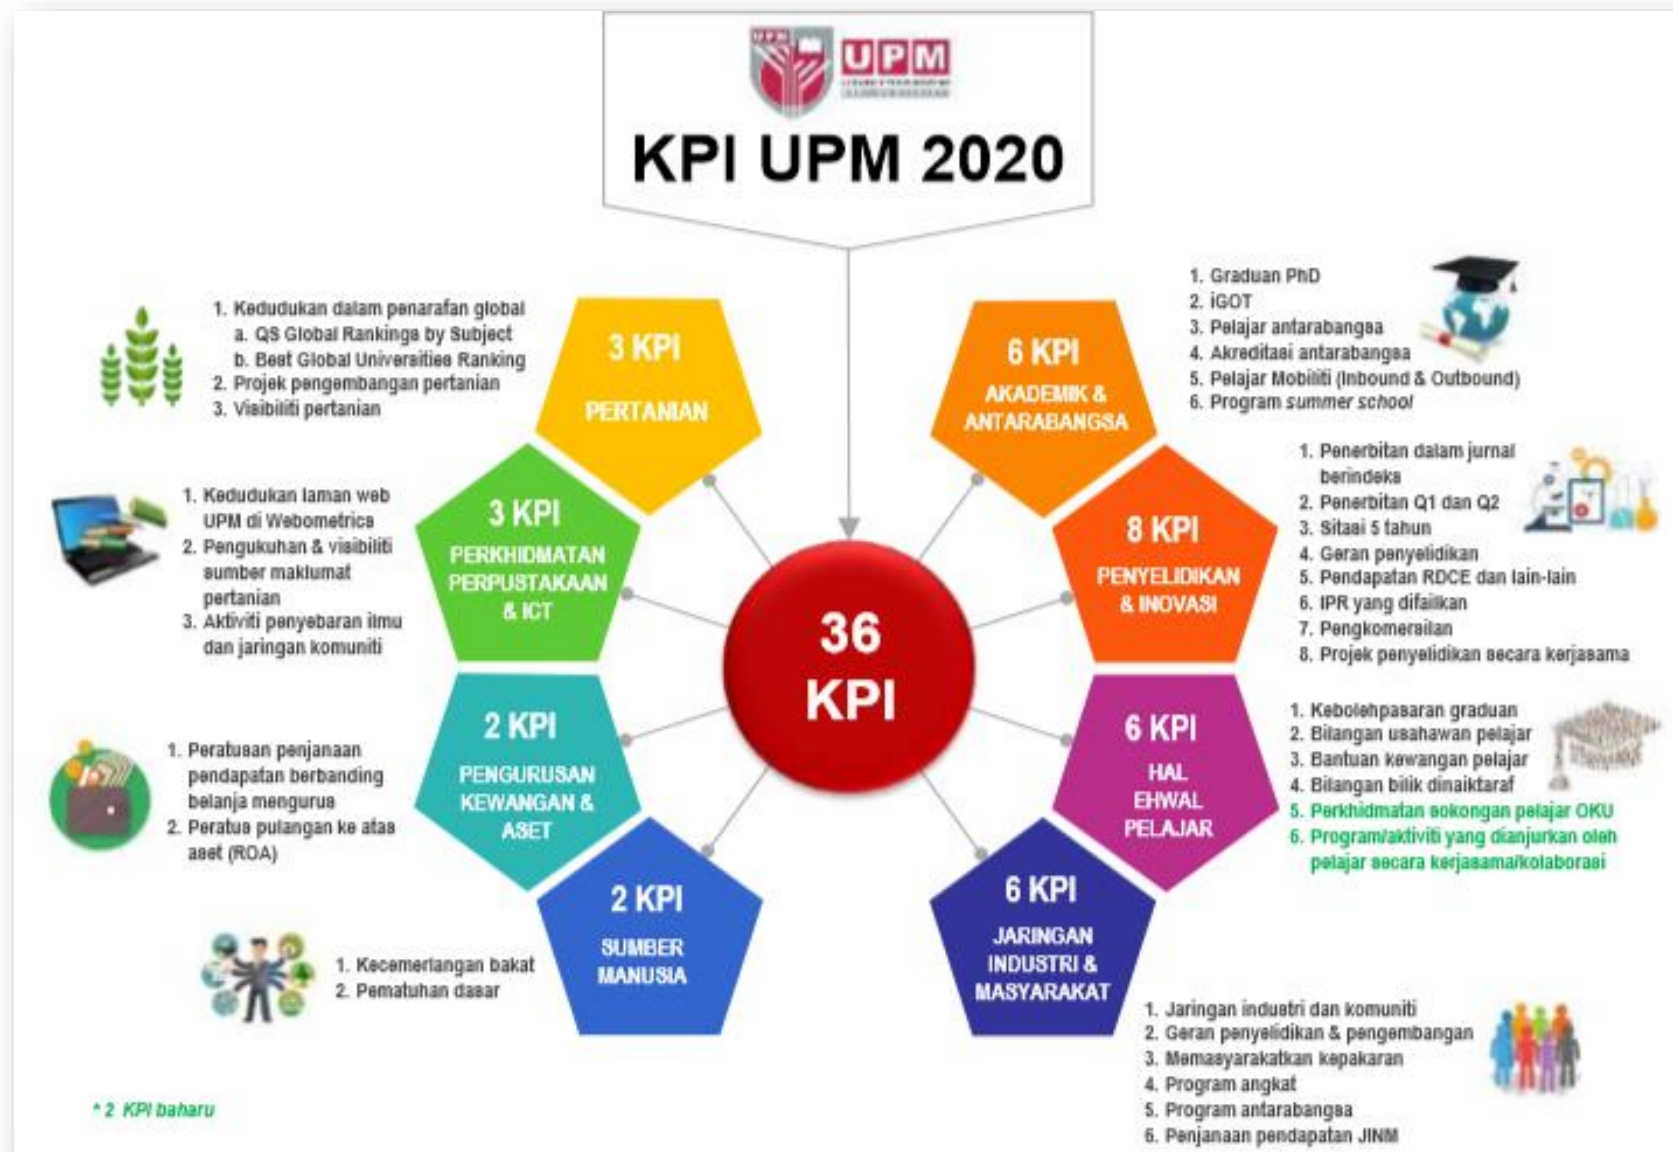 UPM
UPM
KPI UPM 2020
1. Kedudukan dalam penarafan global
a. QS Global Rankings by Subject
b. Best Global Universities Ranking
2. Projek pengembangan pertanian
3. Visibiliti pertanian
3 KPI
PERTANIAN
1. Kedudukan laman web
UPM di Webometrics
2. Pengukuhan & visibiliti
sumber maklumat
pertanian
3. Aktiviti penyebaran ilmu
dan jaringan komuniti
3 KPI
PERKHIDMATAN
PERPUSTAKAAN
& ICT
1. Peratusan penjanaan
pendapatan berbanding
belanja mengurus
2. Peratus pulangan ke atas
aset (ROA)
2 KPI
PENGURUSAN
KEWANGAN &
ASET
1. Kecemerlangan bakat
2. Pematuhan dasar
2 KPI
SUMBER
MANUSIA
36
KPI
6 KPI
AKADEMIK &
ANTARABANGSA
1. Graduan PhD
2. iGOT
3. Pelajar antarabangsa
4. Akreditasi antarabangsa
5. Pelajar Mobiliti (Inbound & Outbound)
6. Program summer school
8 KPI
PENYELIDIKAN
& INOVASI
1. Penerbitan dalam jurnal
berindeks
2. Penerbitan Q1 dan Q2
3. Sitasi 5 tahun
4. Geran penyelidikan
5. Pendapatan RDCE dan lain-lain
6. IPR yang difailkan
7. Pengkomersilan
8. Projek penyelidikan secara kerjasama
6 KPI
HAL
EHWAL
PELAJAR
1. Kebolehpasaran graduan
2. Bilangan usahawan pelajar
3. Bantuan kewangan pelajar
4. Bilangan bilik dinaiktaraf
5. Perkhidmatan sokongan pelajar OKU
6. Program/aktiviti yang dianjurkan oleh
pelajar secara kerjasama/kolaborasi
6 KPI
JARINGAN
INDUSTRI &
MASYARAKAT
1. Jaringan industri dan komuniti
2. Geran penyelidikan & pengembangan
3. Memasyarakatkan kepakaran
4. Program angkat
5. Program antarabangsa
6. Penjanaan pendapatan JINM
* 2 KPI baharu